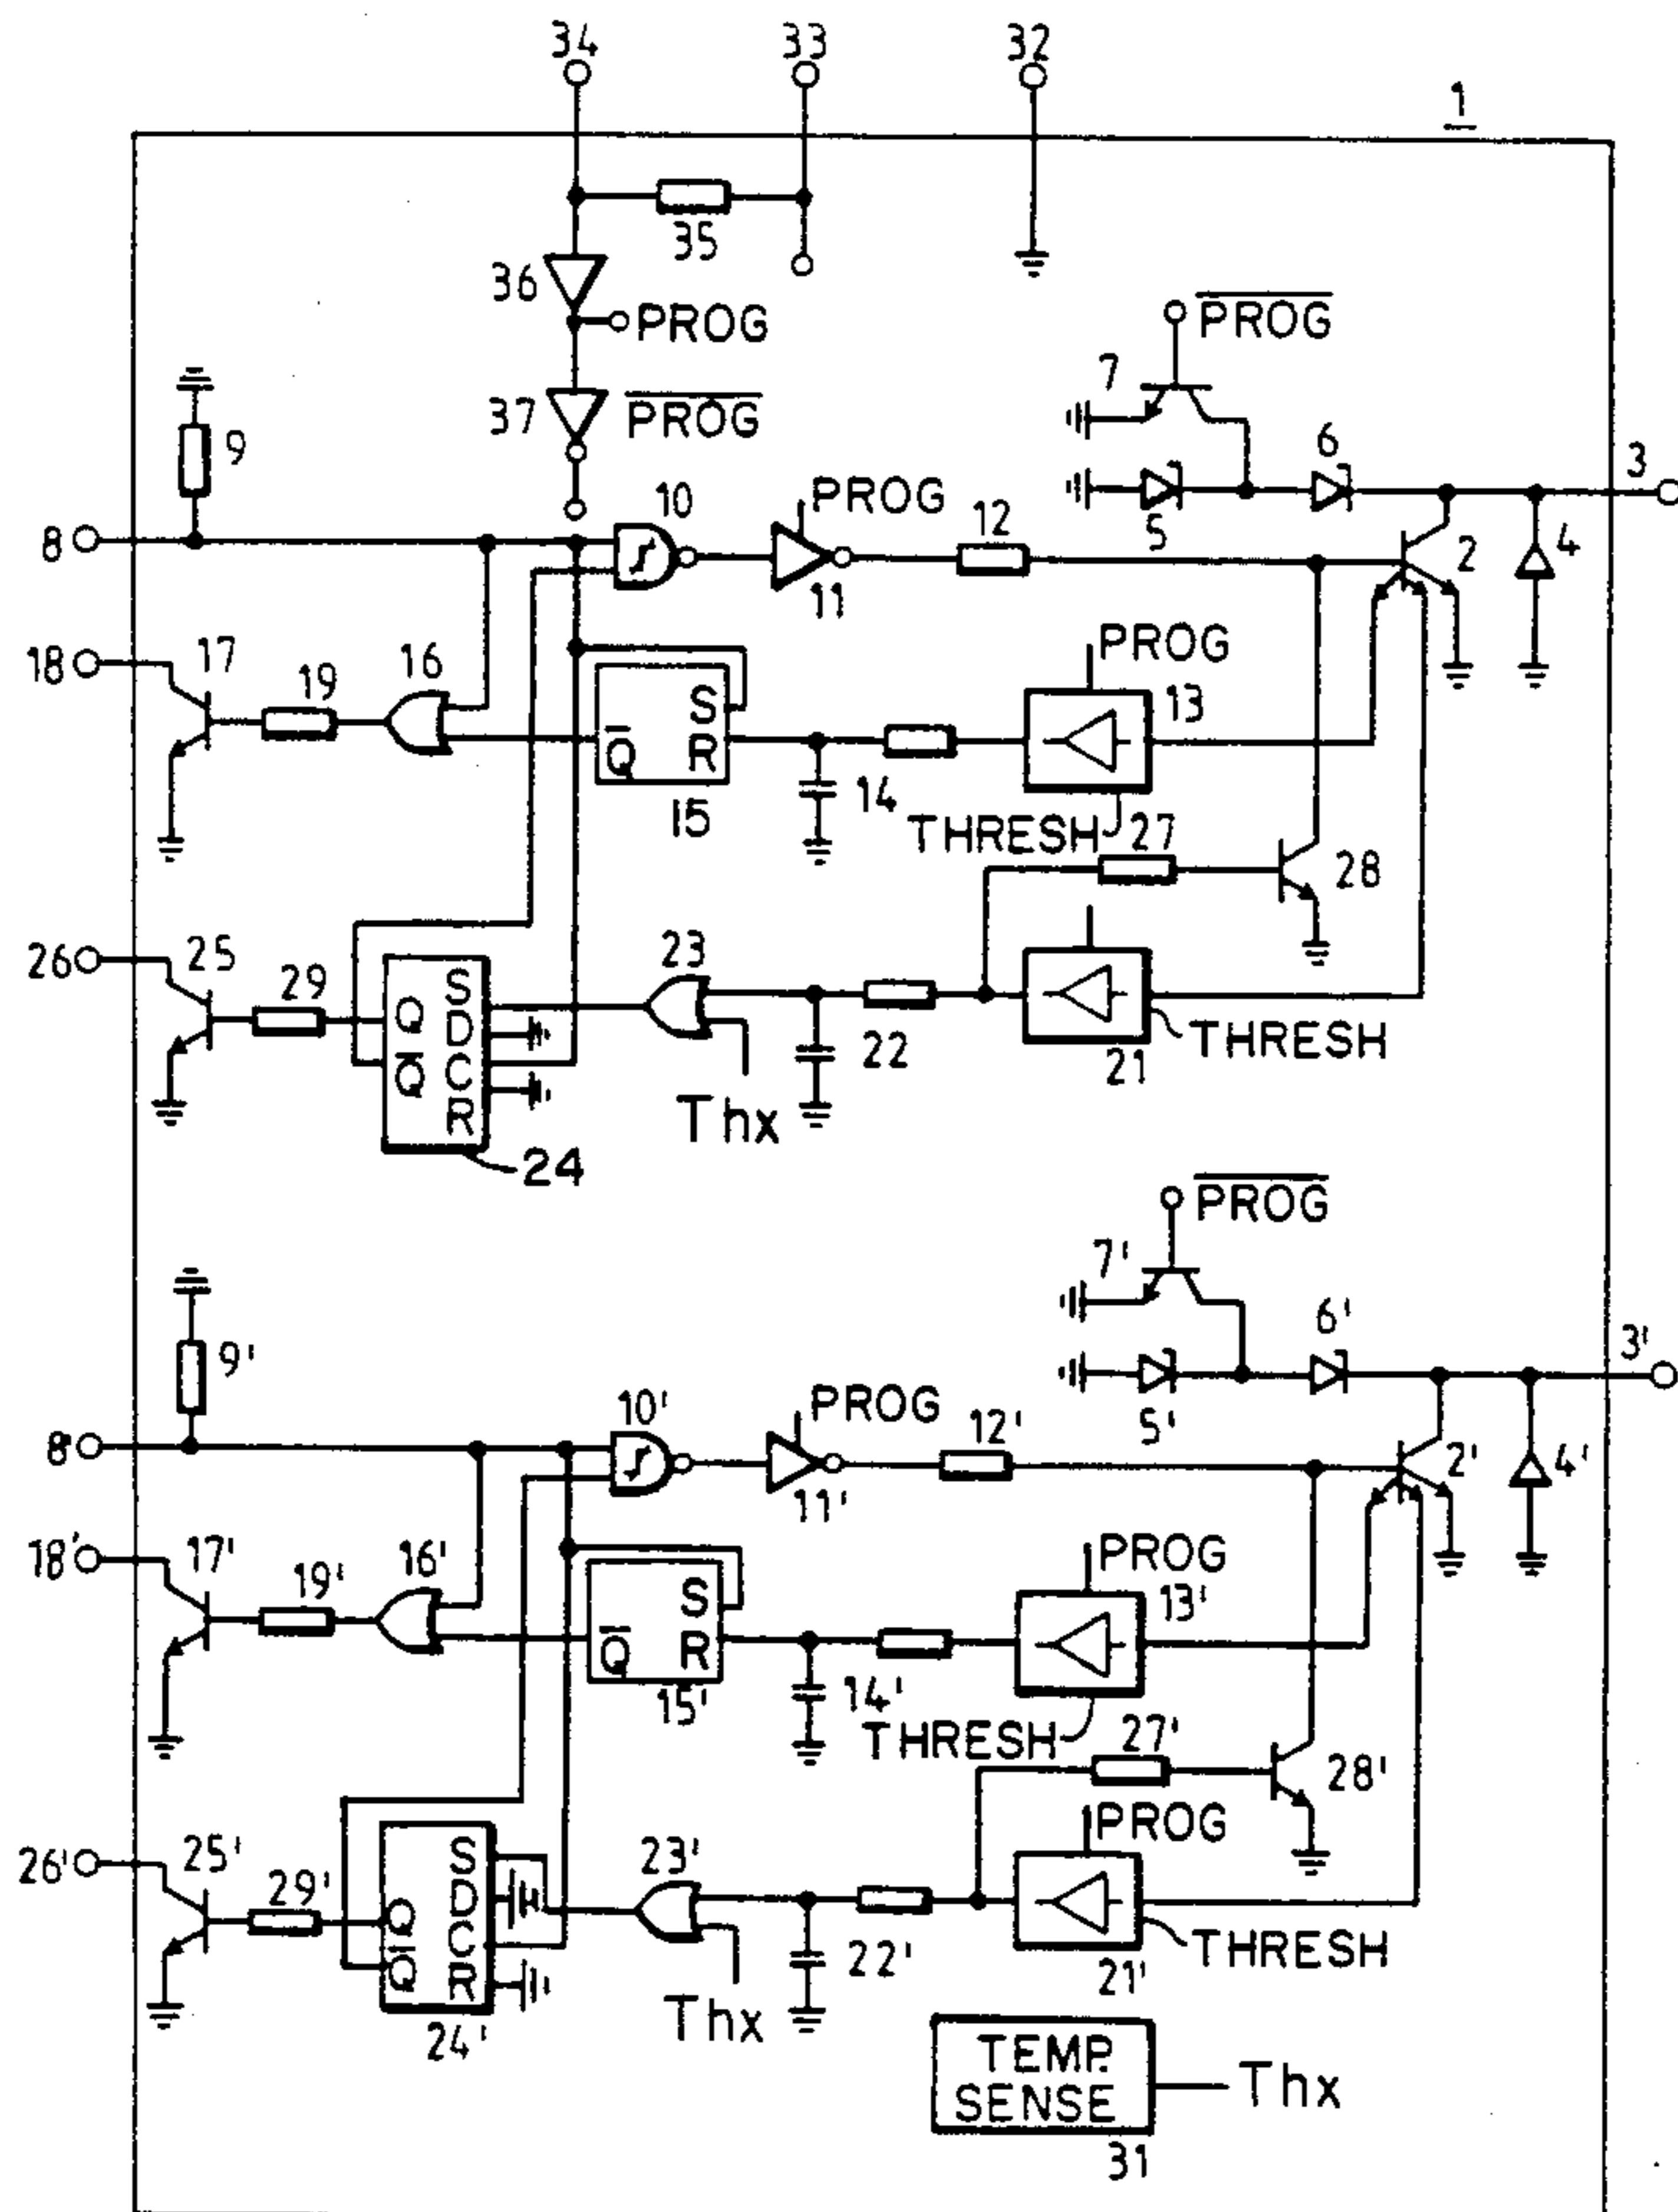 34 33 32
1
35
36
PROG
P̅R̅O̅G̅
7
37 P̅R̅O̅G̅
9
6 3
10 PROG
12
8
5
2 4
11
18 17 16
19
PROG
S 13
Q̅ R
14
15 THRESH 27
28
26 25 29 23
S
Q D
Q̅ C
R
22 THRESH
21
Thx
24
P̅R̅O̅G̅
7'
9'
6' 3'
10' PROG
12'
8'
5'
2' 4'
11'
18' 17' 16'
19'
PROG
S 13'
Q̅ R
14'
15' THRESH 27'
28'
PROG
26' 25' 29' 23'
S
Q D
Q̅ C
R
22' THRESH
21'
Thx
24'
TEMP.
SENSE Thx
31